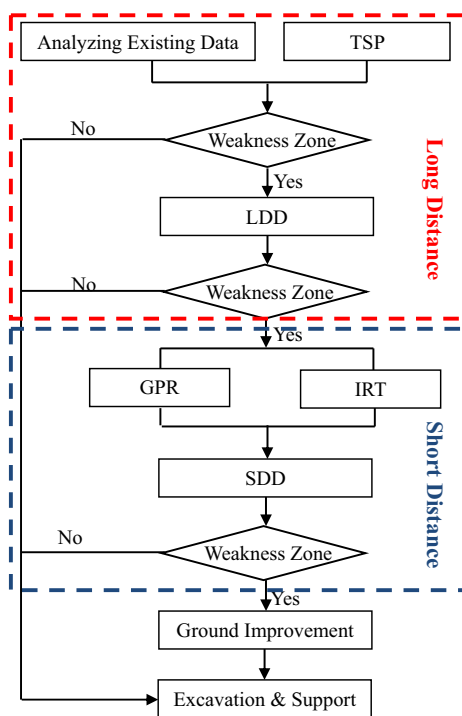 Analyzing Existing Data
TSP
No
Weakness Zone
Yes
LDD
No
Weakness Zone
Long Distance
Yes
GPR
IRT
SDD
No
Weakness Zone
Short Distance
Yes
Ground Improvement
Excavation & Support